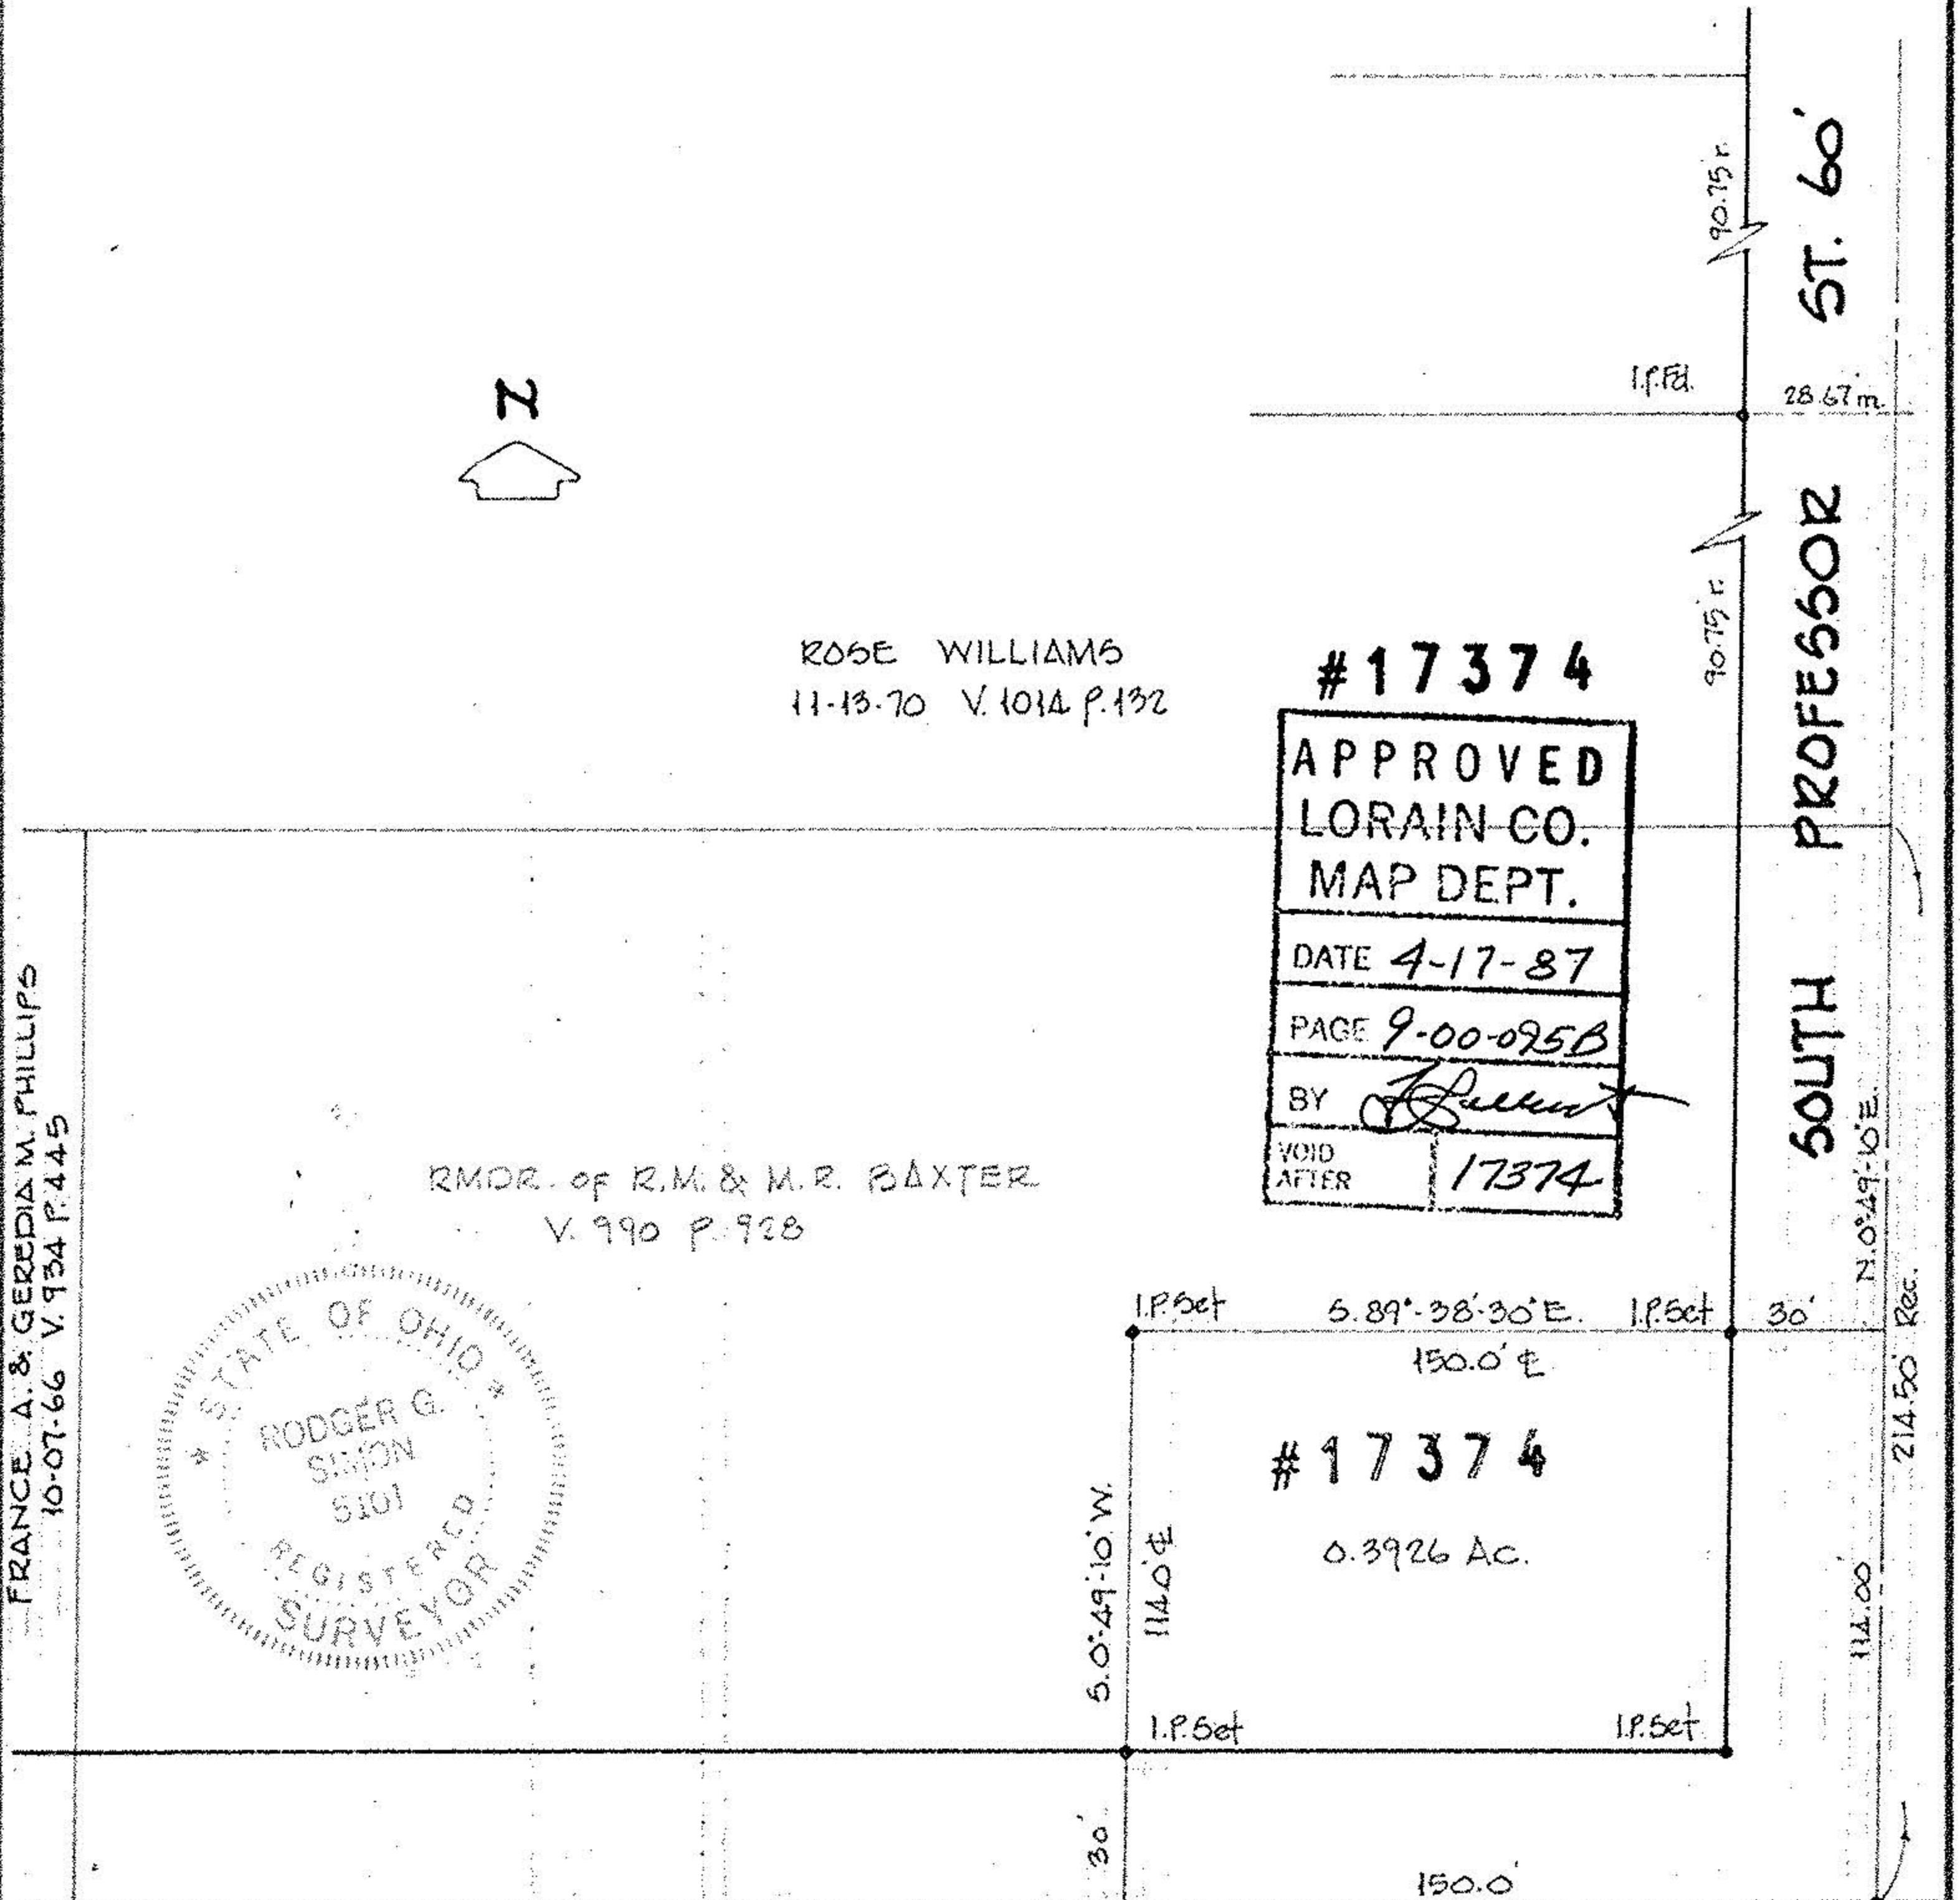 90.75' r.
ST. 60'
I.P.Fd.
28.67' m.
N
90.75' r.
SOUTH PROFESSOR
ROSE WILLIAMS
11-13-70 V. 1014 P. 132
#17374
APPROVED
LORAIN CO.
MAP DEPT.
DATE 4-17-87
PAGE 9-00-095B
BY
VOID
AFTER 17374
FRANCE A. & GEREDIA M. PHILLIPS
10-07-66 V. 934 P. 445
RMDR. OF R.M. & M.R. BAXTER
V. 990 P. 928
N.0°-49'-10"E.
214.50' Rec.
I.P.Set S.89°-38'-30"E. I.P.Set 30'
150.0' ℄
STATE OF OHIO
RODGER G.
SIMON
5101
REGISTERED
SURVEYOR
#17374
0.3926 AC.
S.0°-49'-10"W.
114.0' ℄
114.00'
I.P.Set I.P.Set
30'
150.0'